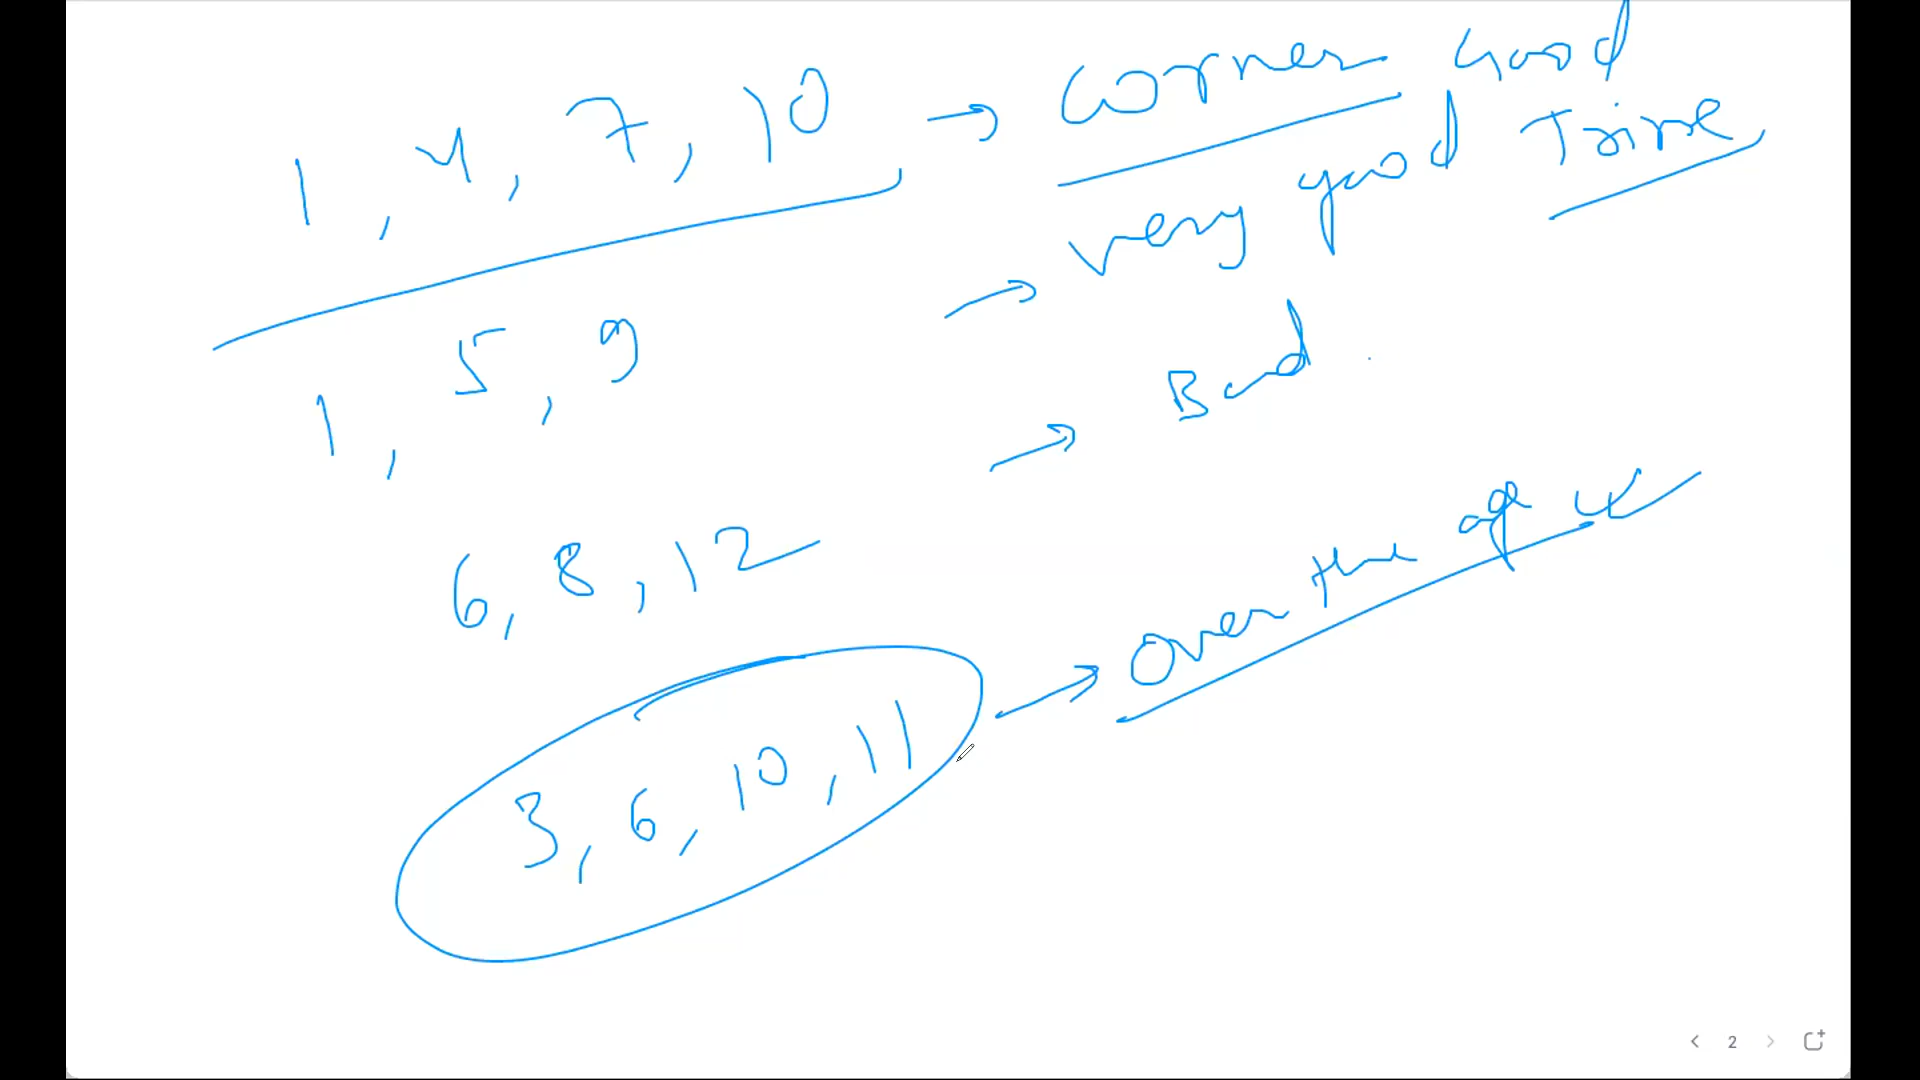 1, 4, 7, 10 → Corner Good
1, 5, 9 → very good Trine
6, 8, 12 → Bad
3, 6, 10, 11 → Over the age
2